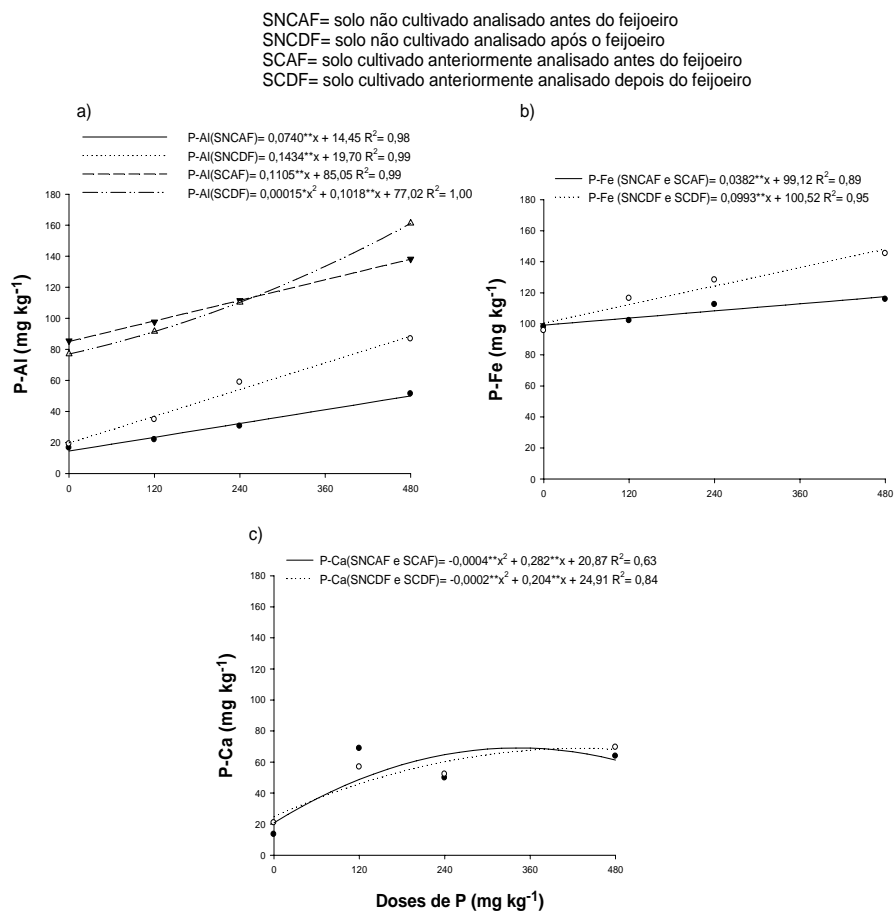 SNCAF= solo não cultivado analisado antes do feijoeiro
SNCDF= solo não cultivado analisado após o feijoeiro
SCAF= solo cultivado anteriormente analisado antes do feijoeiro
SCDF= solo cultivado anteriormente analisado depois do feijoeiro
a)
P-Al(SNCAF)= 0,0740**x + 14,45 R²= 0,98
P-Al(SNCDF)= 0,1434**x + 19,70 R²= 0,99
P-Al(SCAF)= 0,1105**x + 85,05 R²= 0,99
P-Al(SCDF)= 0,00015*x² + 0,1018**x + 77,02 R²= 1,00
P-Al (mg kg⁻¹)
180
160
140
120
100
80
60
40
20
0
0 120 240 360 480
b)
P-Fe (SNCAF e SCAF)= 0,0382**x + 99,12 R²= 0,89
P-Fe (SNCDF e SCDF)= 0,0993**x + 100,52 R²= 0,95
P-Fe (mg kg⁻¹)
180
160
140
120
100
80
60
40
20
0
0 120 240 360 480
c)
P-Ca(SNCAF e SCAF)= -0,0004**x² + 0,282**x + 20,87 R²= 0,63
P-Ca(SNCDF e SCDF)= -0,0002**x² + 0,204**x + 24,91 R²= 0,84
P-Ca (mg kg⁻¹)
180
160
140
120
100
80
60
40
20
0
0 120 240 360 480
Doses de P (mg kg⁻¹)